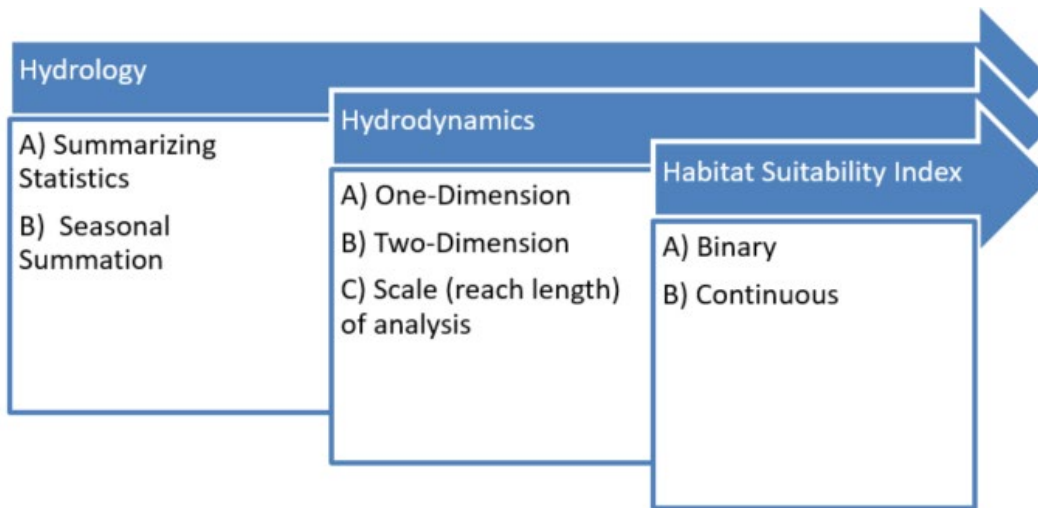 Hydrology
A) Summarizing
Statistics
B)  Seasonal
Summation
Hydrodynamics
A) One-Dimension
B) Two-Dimension
C) Scale (reach length)
of analysis
Habitat Suitability Index
A) Binary
B) Continuous